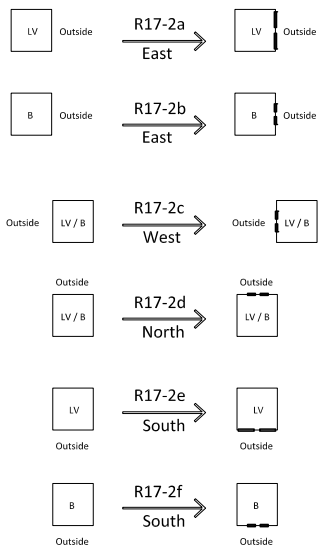 R17-2a
LV Outside LV Outside
East
R17-2b
B Outside B Outside
East
R17-2c
Outside LV / B Outside LV / B
West
Outside Outside
R17-2d
LV / B LV / B
North
R17-2e
LV LV
South
Outside Outside
R17-2f
B B
South
Outside Outside